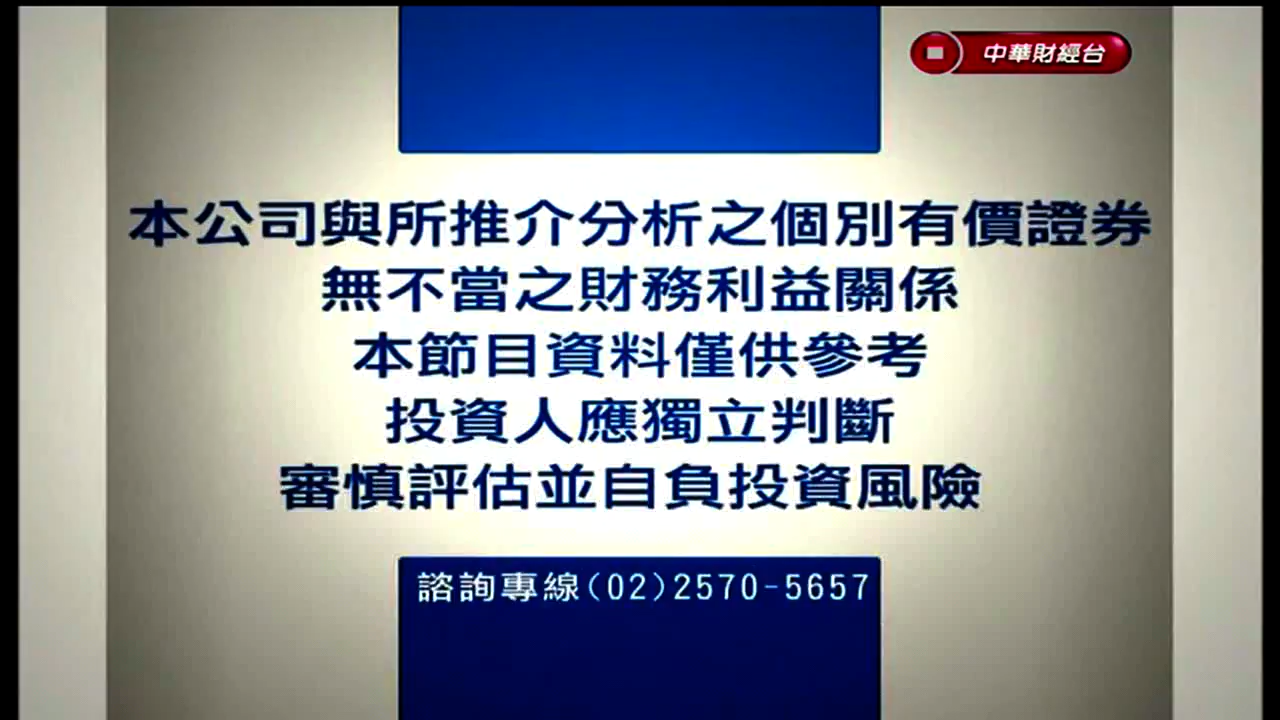 中華財經台
本公司與所推介分析之個別有價證券
無不當之財務利益關係
本節目資料僅供參考
投資人應獨立判斷
審慎評估並自負投資風險
諮詢專線(02)2570-5657